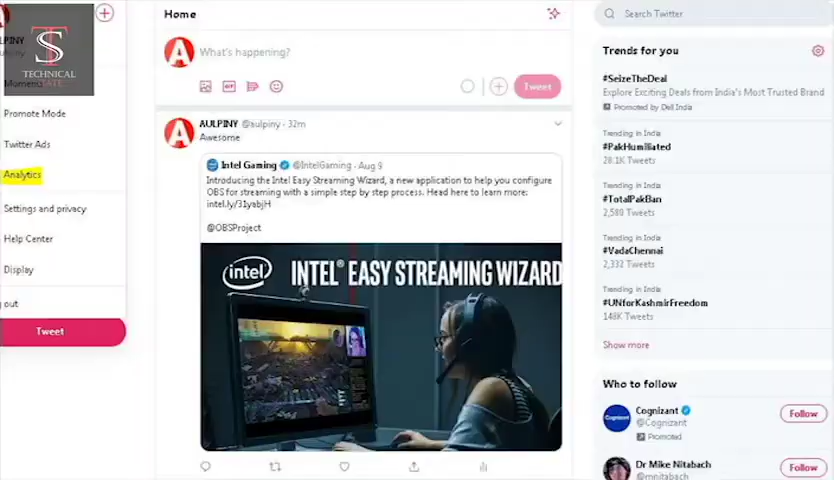 AULPINY
TS
TECHNICAL
Moments
Promote Mode
Twitter Ads
Analytics
Settings and privacy
Help Center
Display
out
Tweet
Home
What's happening?
GIF
Tweet
AULPINY @aulpiny · 32m
Awesome
Intel Gaming @IntelGaming · Aug 9
Introducing the Intel Easy Streaming Wizard, a new application to help you configure
OBS for streaming with a simple step by step process. Head here to learn more:
intel.ly/31yabjH
@OBSProject
intel INTEL® EASY STREAMING WIZARD
Search Twitter
Trends for you
#SeizeTheDeal
Explore Exciting Deals from India's Most Trusted Brand
Promoted by Dell India
Trending in India
#PakHumiliated
28.1K Tweets
Trending in India
#TotalPakBan
2,580 Tweets
Trending in India
#VadaChennai
2,332 Tweets
Trending in India
#UNforKashmirFreedom
148K Tweets
Show more
Who to follow
Cognizant
@Cognizant
Promoted
Follow
Dr Mike Nitabach
@mnitabach
Follow